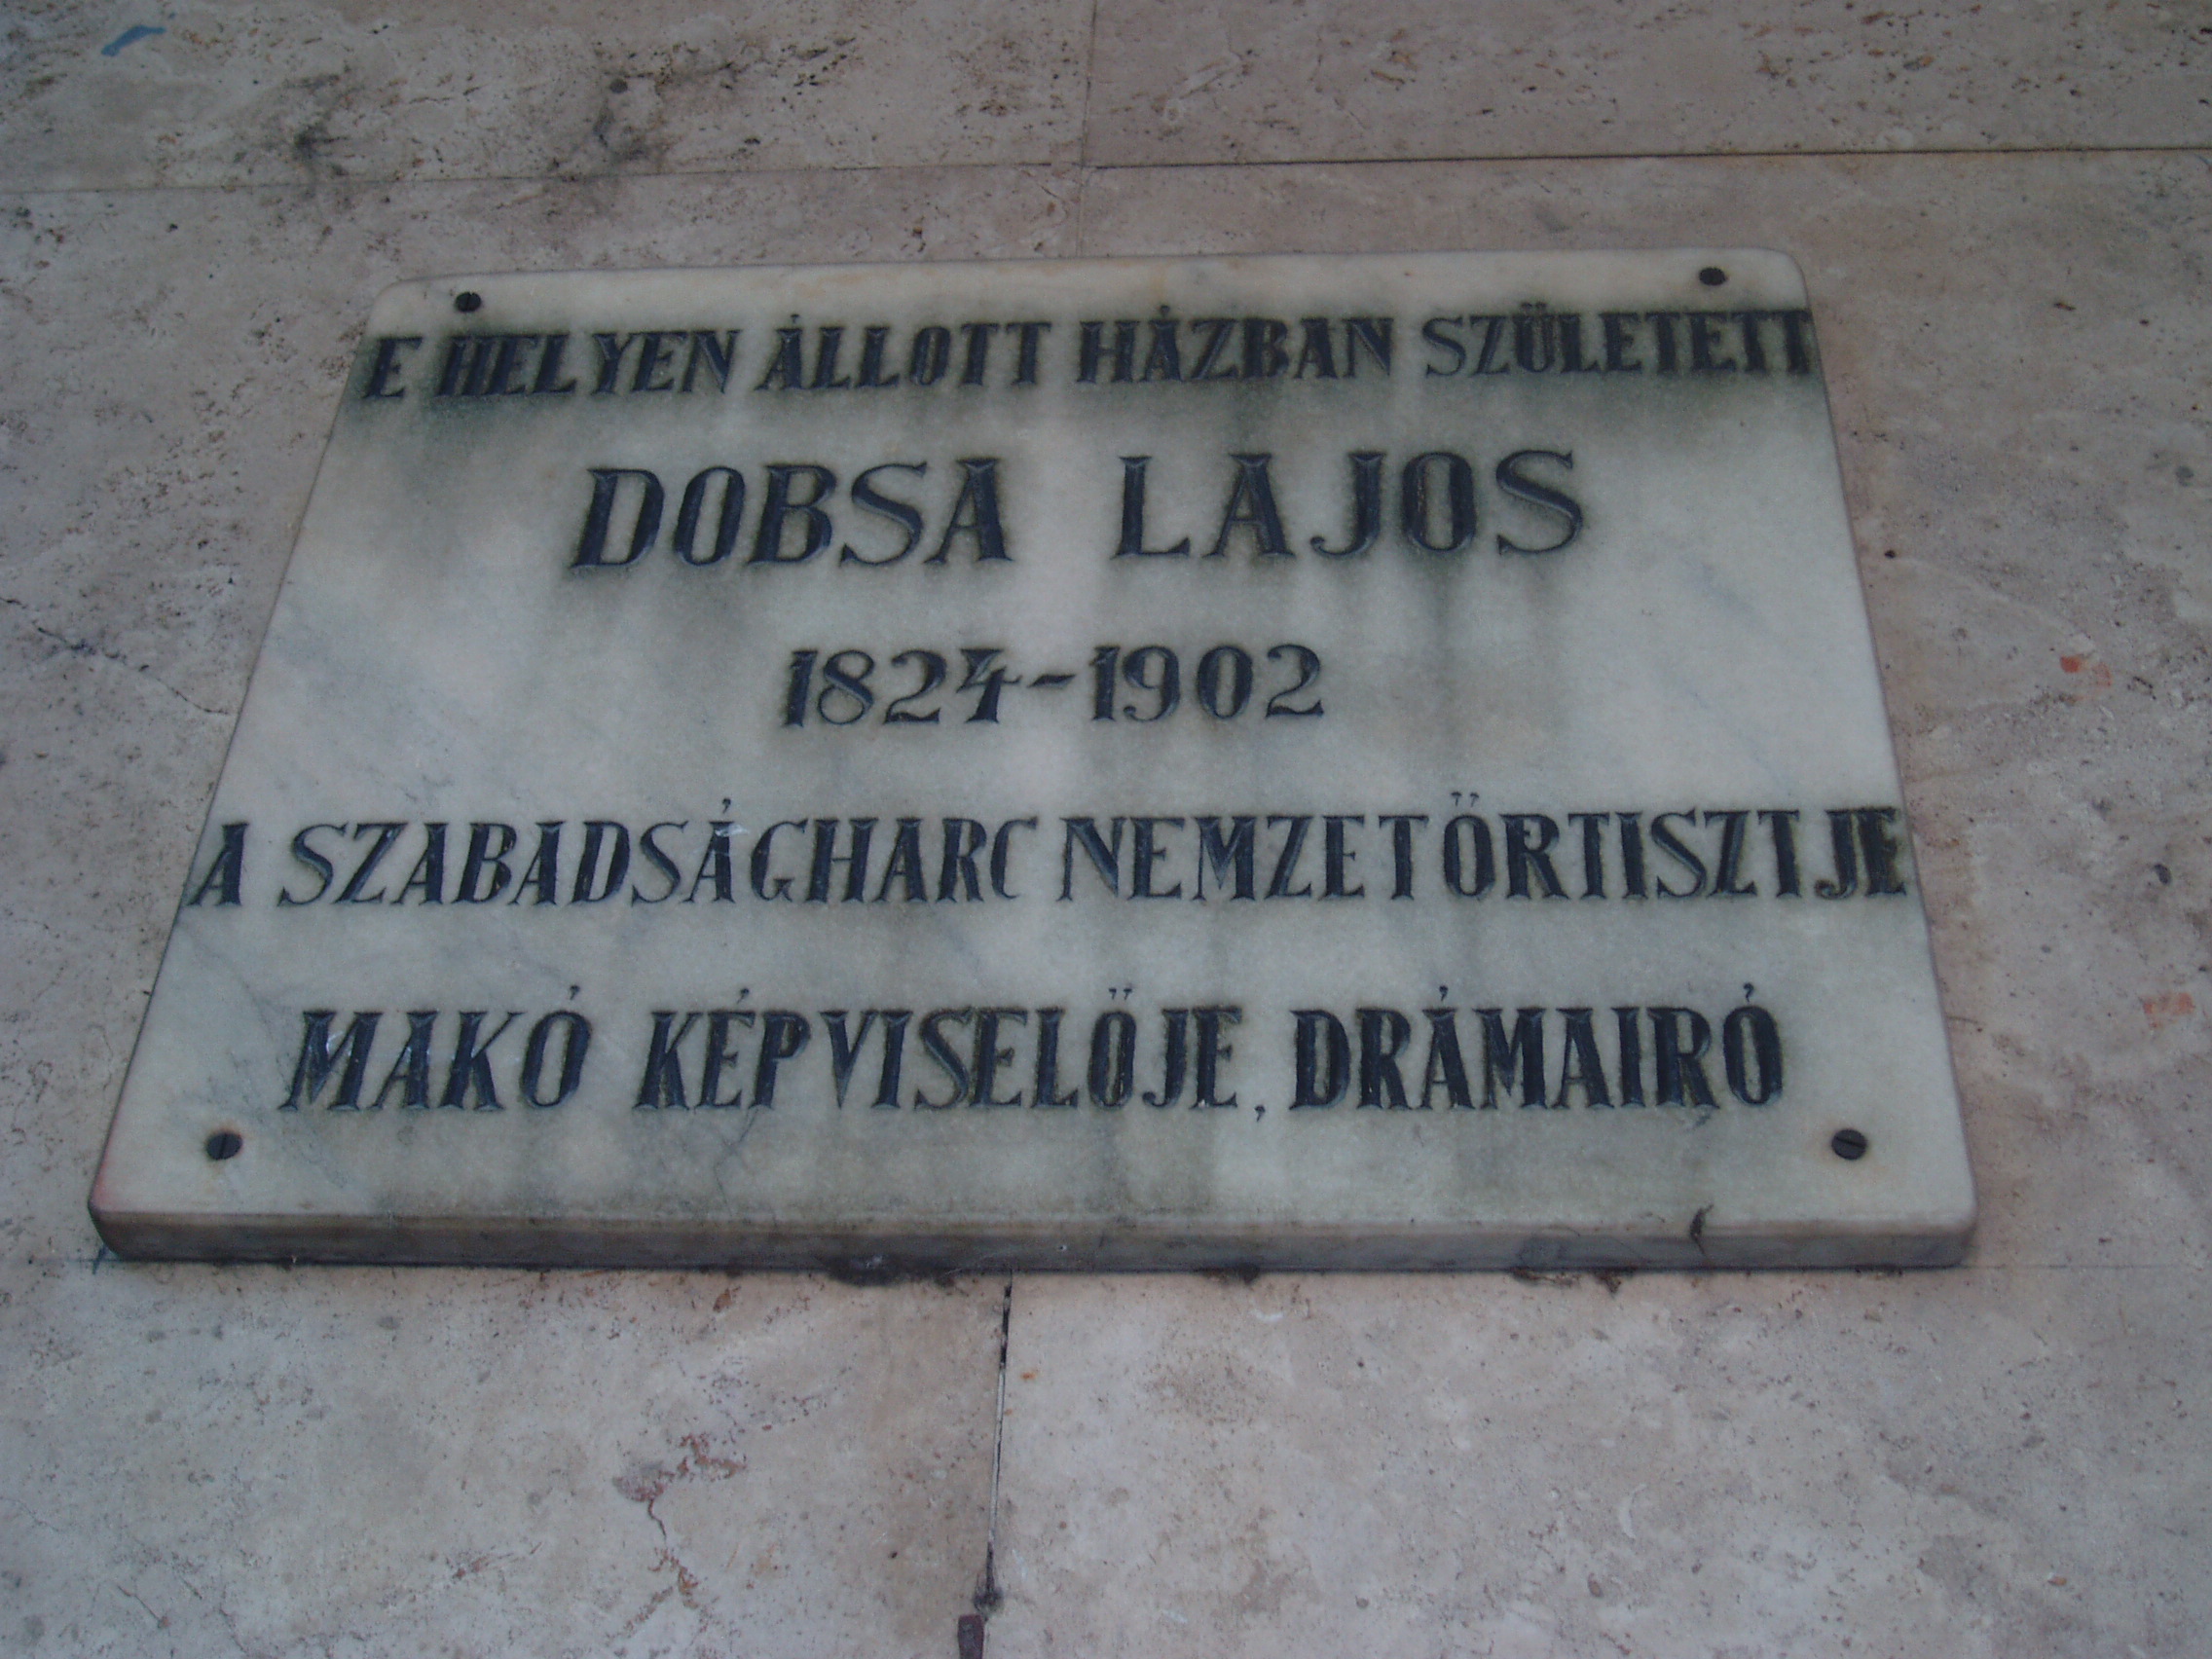 E HELYEN ÁLLOTT HÁZBAN SZÜLETETT
DOBSA LAJOS
1824-1902
A SZABADSÁGHARC NEMZETŐRTISZTJE
MAKÓ KÉPVISELŐJE, DRÁMAIRÓ